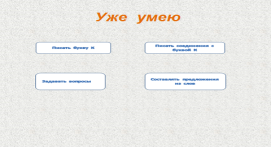 Уже умею
Писать букву К
Писать соединения с
буквой К
Задавать вопросы
Составлять предложения
из слов